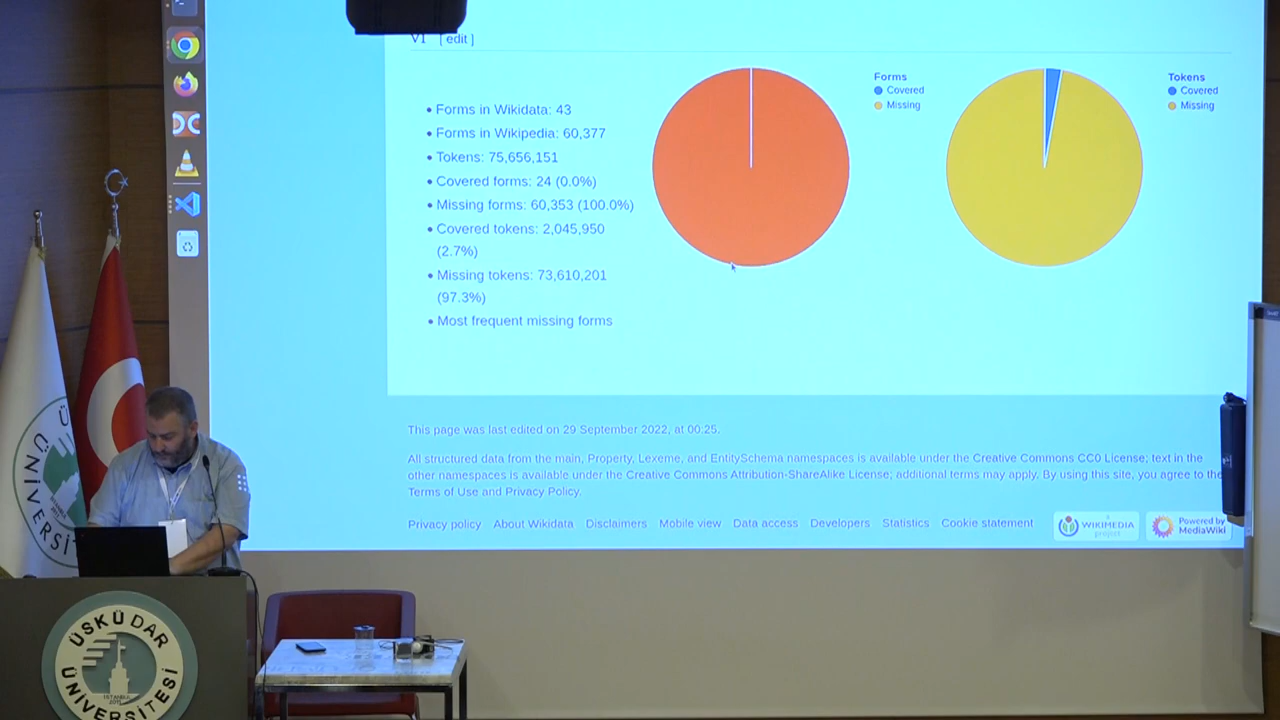 VI [ edit ]
• Forms in Wikidata: 43
• Forms in Wikipedia: 60,377
• Tokens: 75,656,151
• Covered forms: 24 (0.0%)
• Missing forms: 60,353 (100.0%)
• Covered tokens: 2,045,950
(2.7%)
• Missing tokens: 73,610,201
(97.3%)
• Most frequent missing forms
Forms
Covered
Missing
Tokens
Covered
Missing
This page was last edited on 29 September 2022, at 00:25.
All structured data from the main, Property, Lexeme, and EntitySchema namespaces is available under the Creative Commons CC0 License; text in the
other namespaces is available under the Creative Commons Attribution-ShareAlike License; additional terms may apply. By using this site, you agree to the
Terms of Use and Privacy Policy.
Privacy policy About Wikidata Disclaimers Mobile view Data access Developers Statistics Cookie statement
A
WIKIMEDIA
project
Powered by
MediaWiki
ÜNİVERSİ
ÜSKÜDAR
ÜNİVERSİTESİ
İSTANBUL
2011